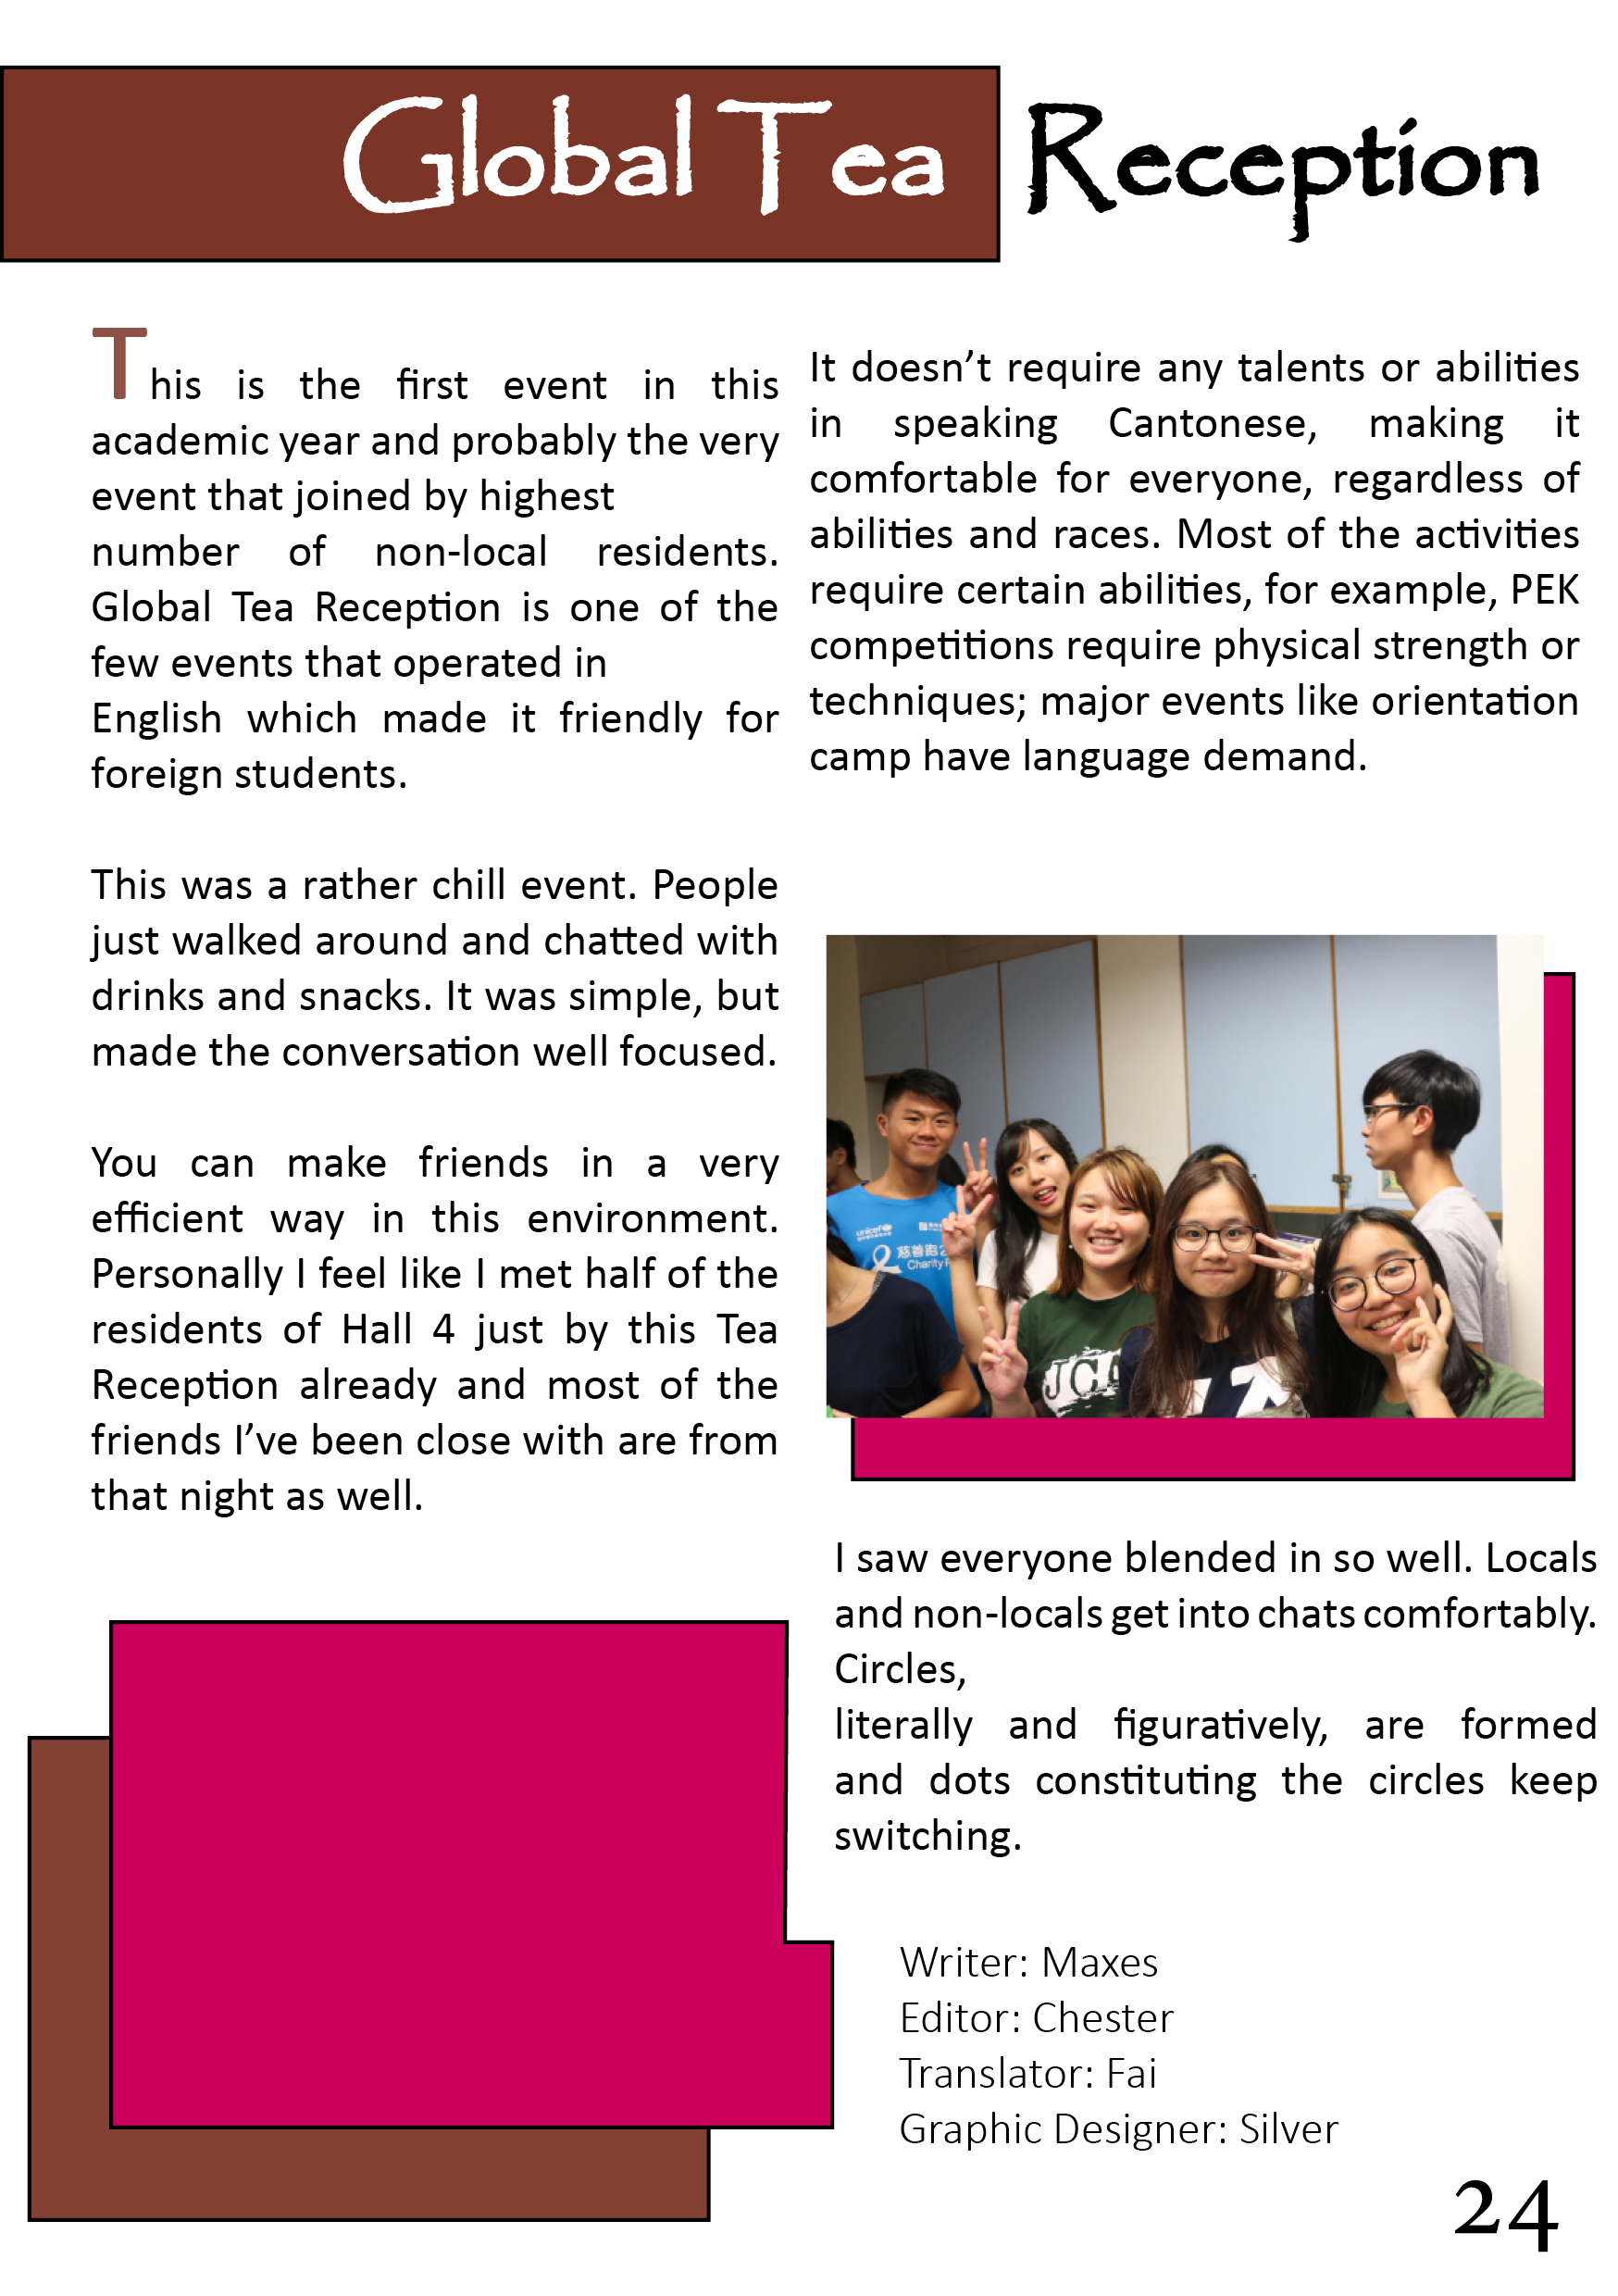 Global Tea Reception
This is the first event in this
academic year and probably the very
event that joined by highest
number of non-local residents.
Global Tea Reception is one of the
few events that operated in
English which made it friendly for
foreign students.
This was a rather chill event. People
just walked around and chatted with
drinks and snacks. It was simple, but
made the conversation well focused.
You can make friends in a very
efficient way in this environment.
Personally I feel like I met half of the
residents of Hall 4 just by this Tea
Reception already and most of the
friends I’ve been close with are from
that night as well.
It doesn’t require any talents or abilities
in speaking Cantonese, making it
comfortable for everyone, regardless of
abilities and races. Most of the activities
require certain abilities, for example, PEK
competitions require physical strength or
techniques; major events like orientation
camp have language demand.
unicef
慈善跑
Charity
JC
I saw everyone blended in so well. Locals
and non-locals get into chats comfortably.
Circles,
literally and figuratively, are formed
and dots constituting the circles keep
switching.
Writer: Maxes
Editor: Chester
Translator: Fai
Graphic Designer: Silver
24